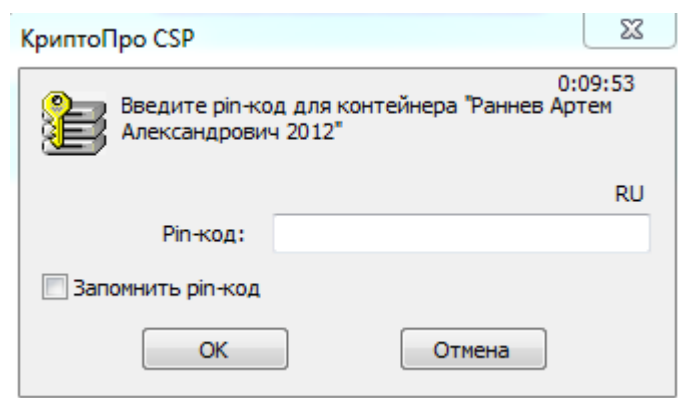 КриптоПро CSP
0:09:53
Введите pin-код для контейнера "Раннев Артем
Александрович 2012"
RU
Pin-код:
Запомнить pin-код
OK
Отмена